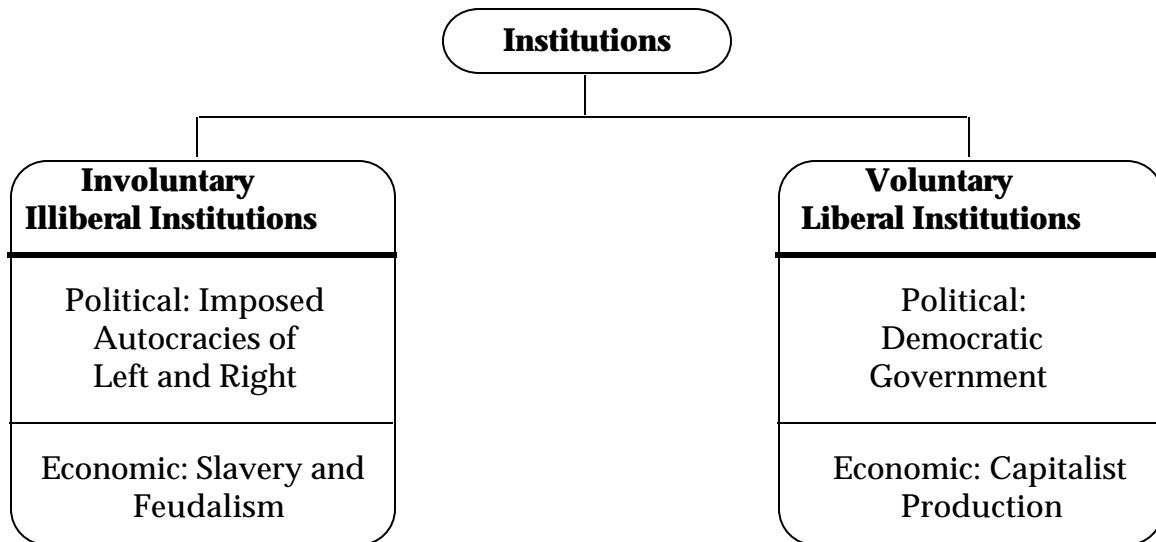 Institutions
Involuntary
Illiberal Institutions
Political: Imposed
Autocracies of
Left and Right
Economic: Slavery and
Feudalism
Voluntary
Liberal Institutions
Political:
Democratic
Government
Economic: Capitalist
Production